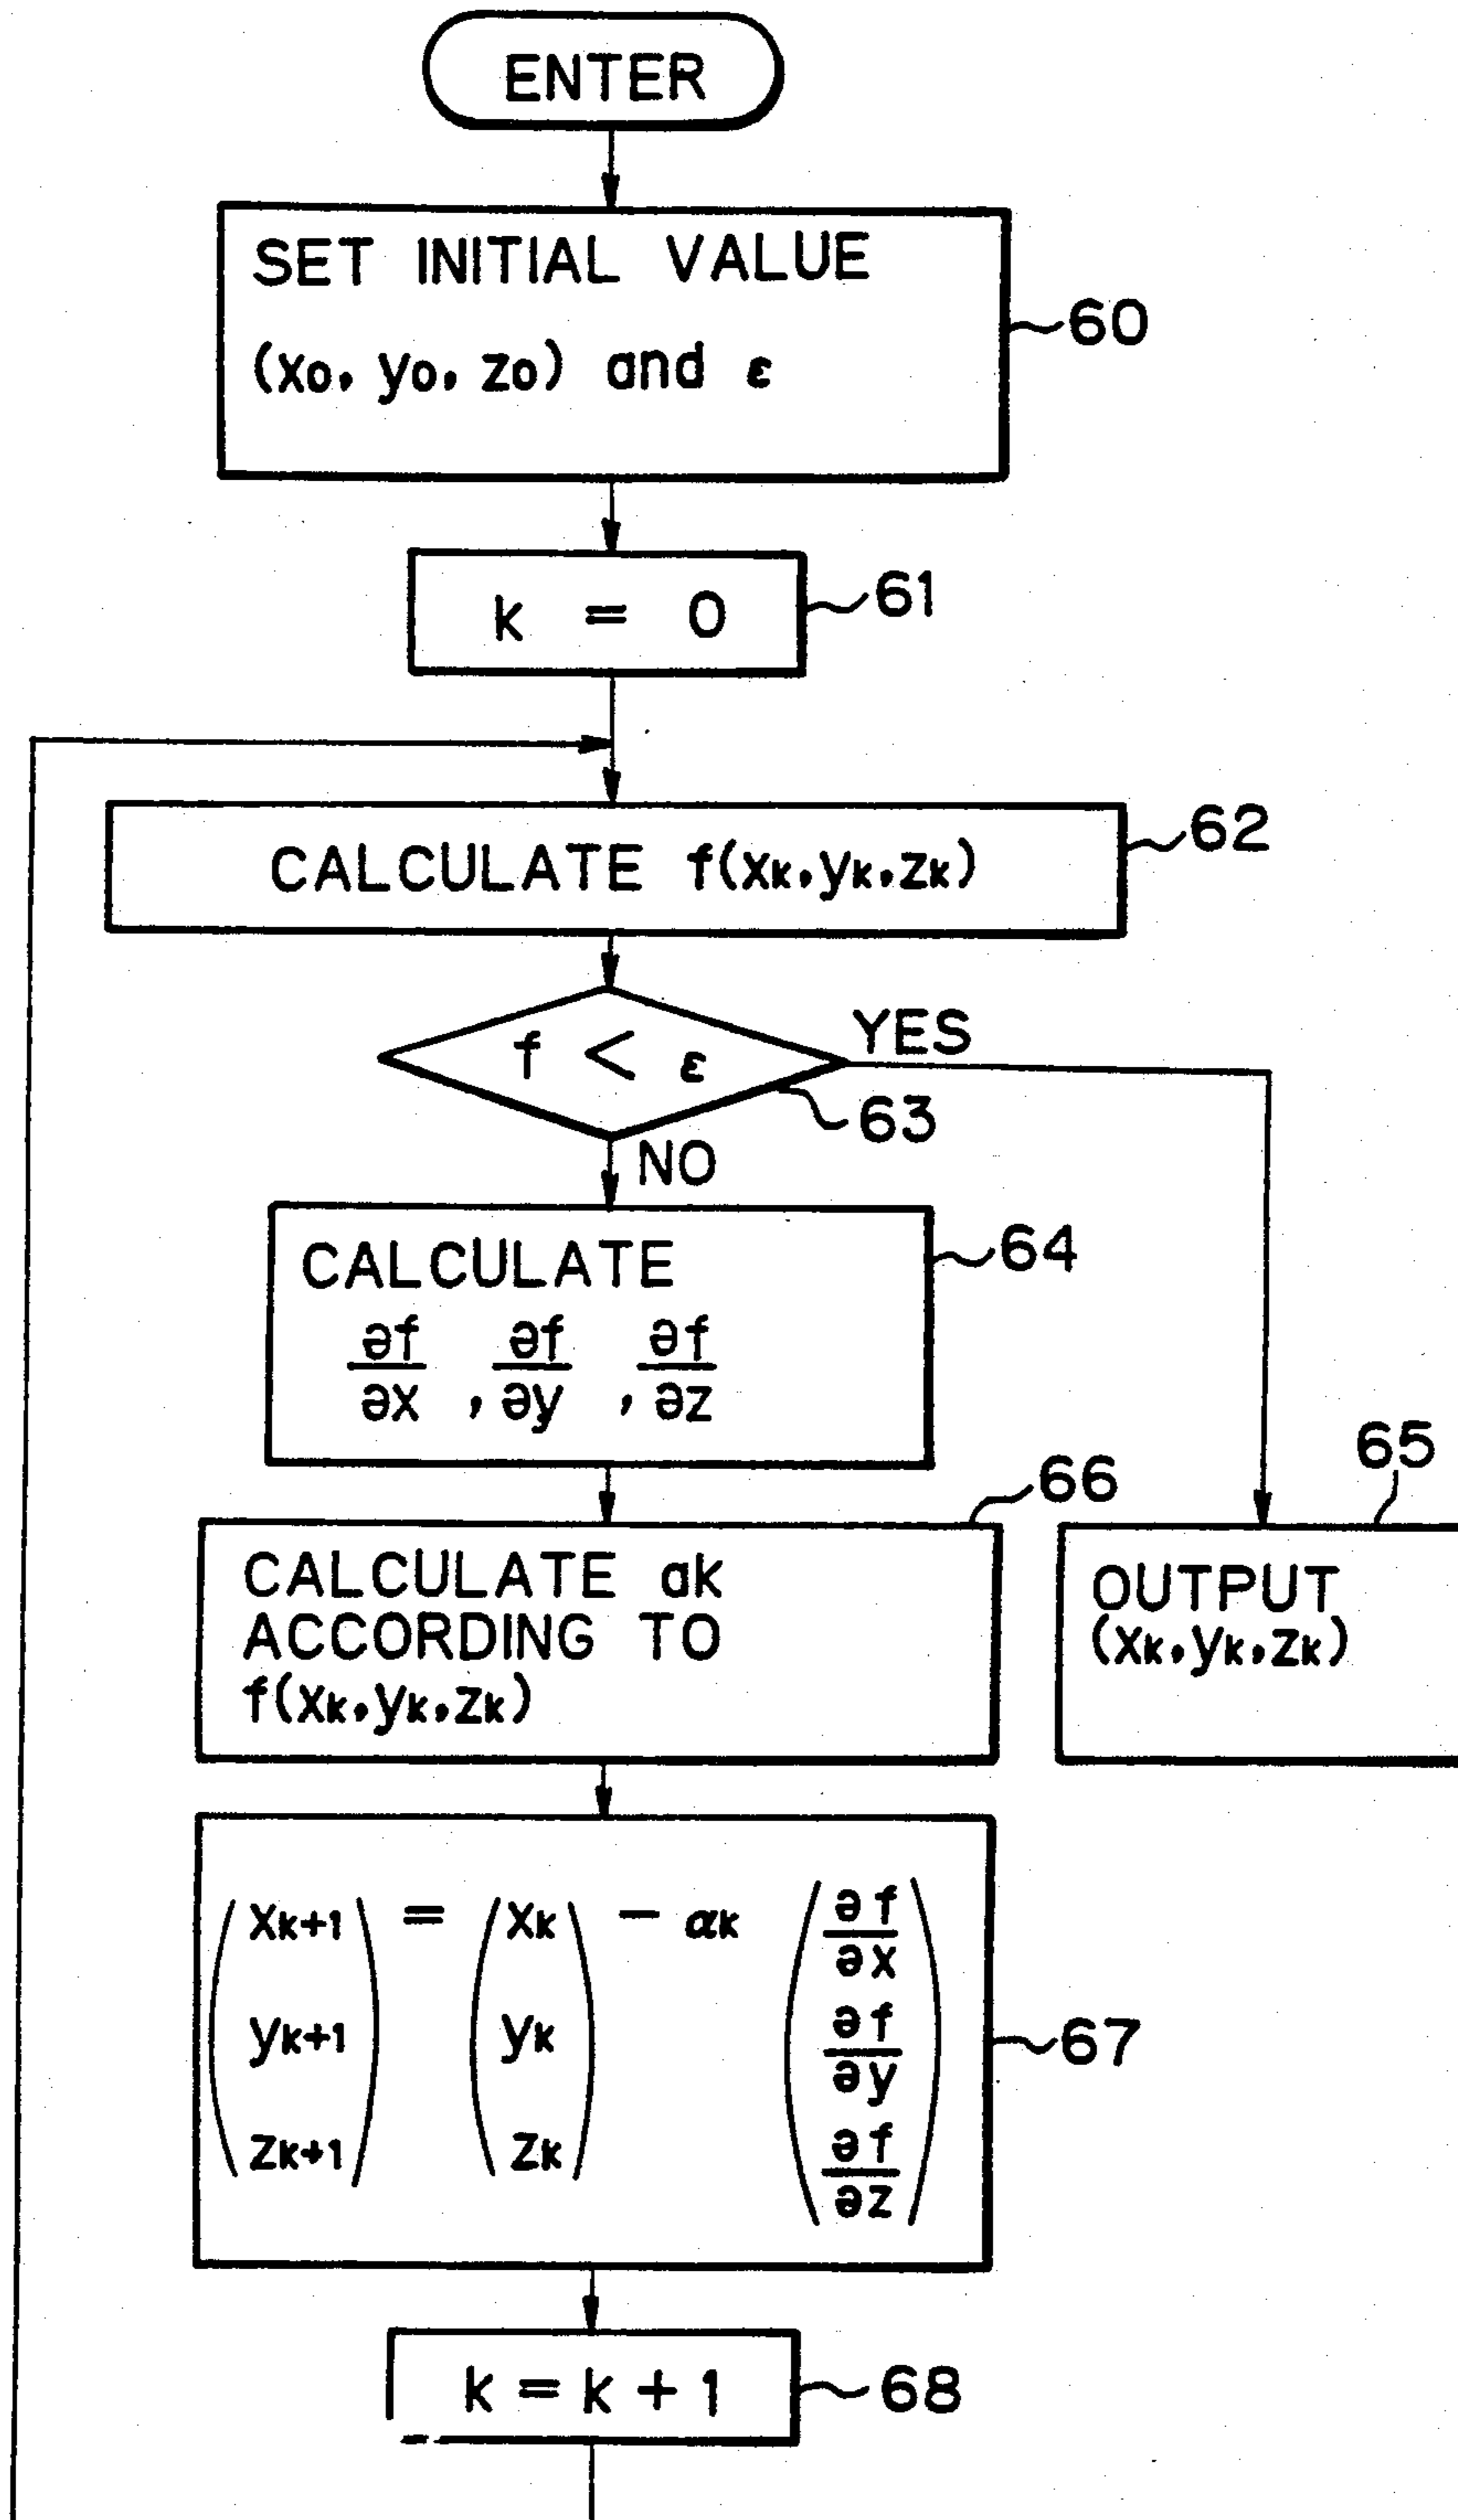 ENTER
SET INITIAL VALUE
(x0, y0, z0) and ε
60
k = 0
61
CALCULATE f(xk,yk,zk)
62
f < ε
YES
63
NO
CALCULATE
∂f/∂x , ∂f/∂y , ∂f/∂z
64
65
66
CALCULATE αk
ACCORDING TO
f(xk,yk,zk)
OUTPUT
(xk,yk,zk)
xk+1 = xk − αk ∂f/∂x
yk+1 yk ∂f/∂y
zk+1 zk ∂f/∂z
67
k = k + 1
68